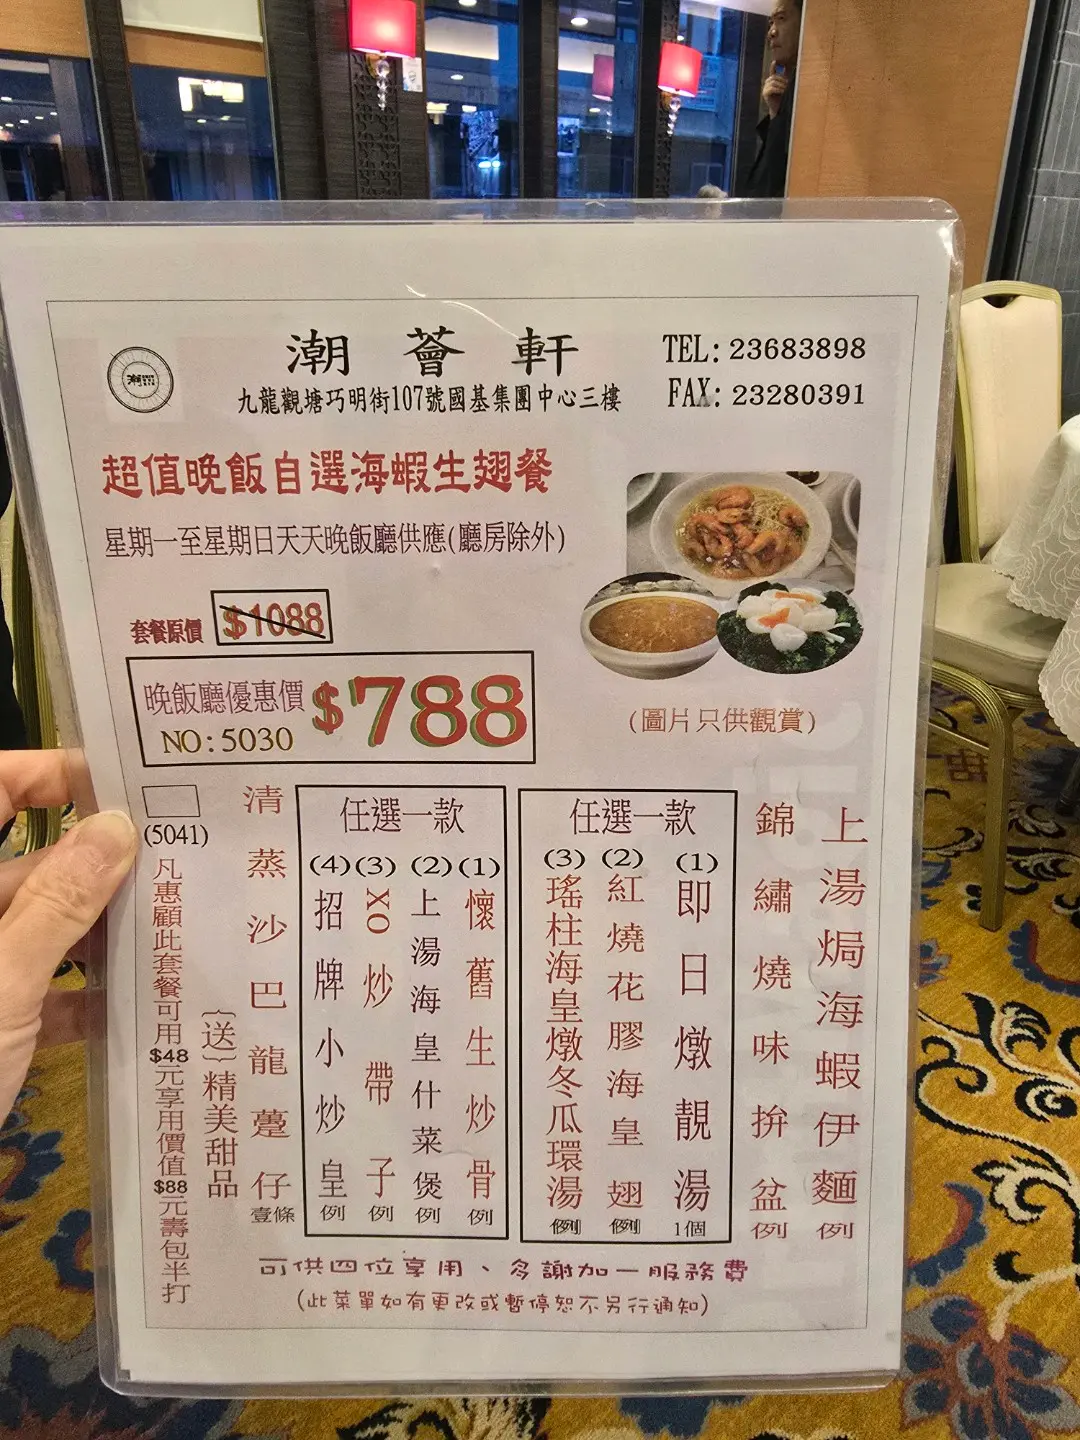 潮薈軒
TEL: 23683898
九龍觀塘巧明街107號國基集團中心三樓
FAX: 23280391
超值晚飯自選海蝦生翅餐
星期一至星期日天天晚飯廳供應(廳房除外)
套餐原價 $1088
晚飯廳優惠價 $788
NO:5030
(圖片只供觀賞)
上湯焗海蝦伊麵 例
錦繡燒味拚盆 例
任選一款
(1) 即日燉靚湯 1個
(2) 紅燒花膠海皇翅 例
(3) 瑤柱海皇燉冬瓜環湯 例
任選一款
(1) 懷舊生炒骨 例
(2) 上湯海皇什菜煲 例
(3) XO炒帶子 例
(4) 招牌小炒皇 例
清蒸沙巴龍躉仔 壹條
{送}精美甜品
(5041)
凡惠顧此套餐可用$48元享用價值$88元壽包半打
可供四位享用、多謝加一服務費
(此菜單如有更改或暫停恕不另行通知)